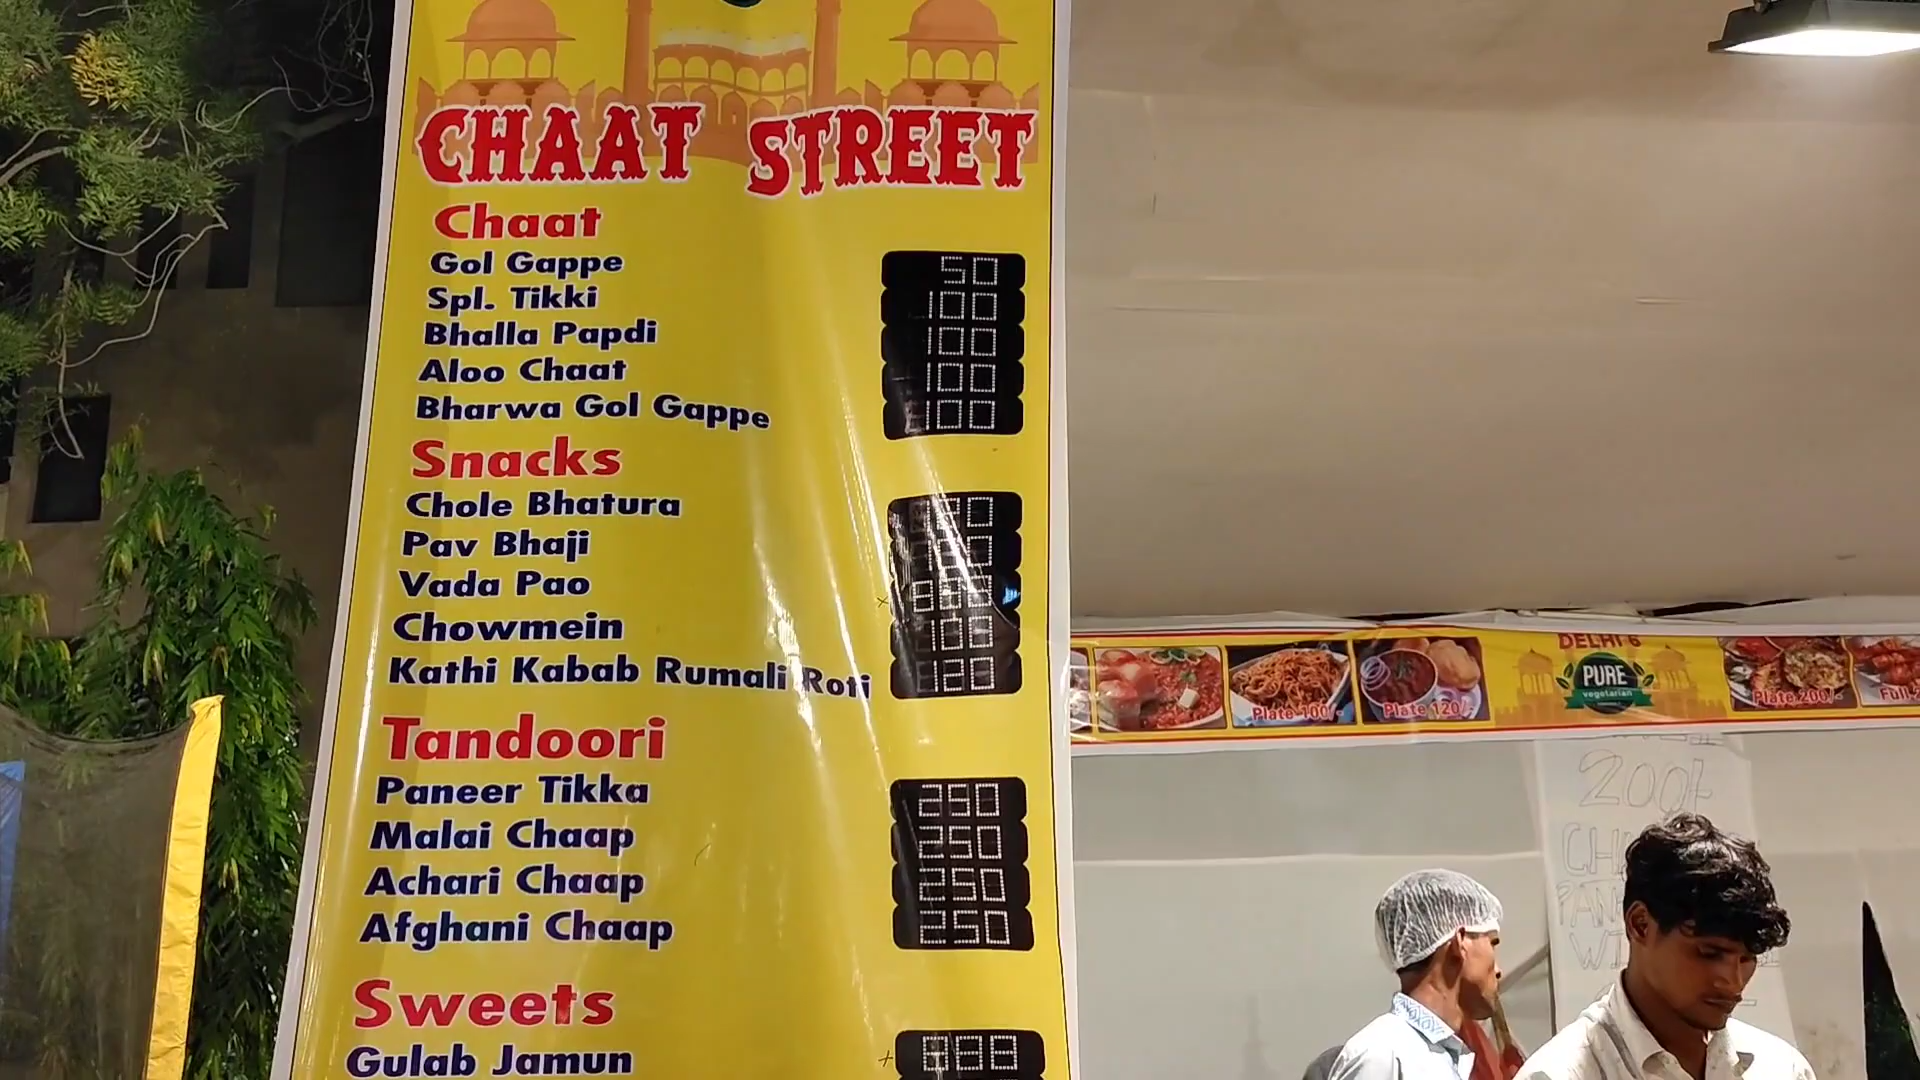 CHAAT STREET
Chaat
Gol Gappe 50
Spl. Tikki 100
Bhalla Papdi 100
Aloo Chaat 100
Bharwa Gol Gappe 100
Snacks
Chole Bhatura
Pav Bhaji
Vada Pao
Chowmein
Kathi Kabab Rumali Roti 120
Tandoori
Paneer Tikka 250
Malai Chaap 250
Achari Chaap 250
Afghani Chaap 250
Sweets
Gulab Jamun
DELHI 6
PURE
vegetarian
Plate 100/-
Plate 120/-
Plate 200/-
Full
200/-